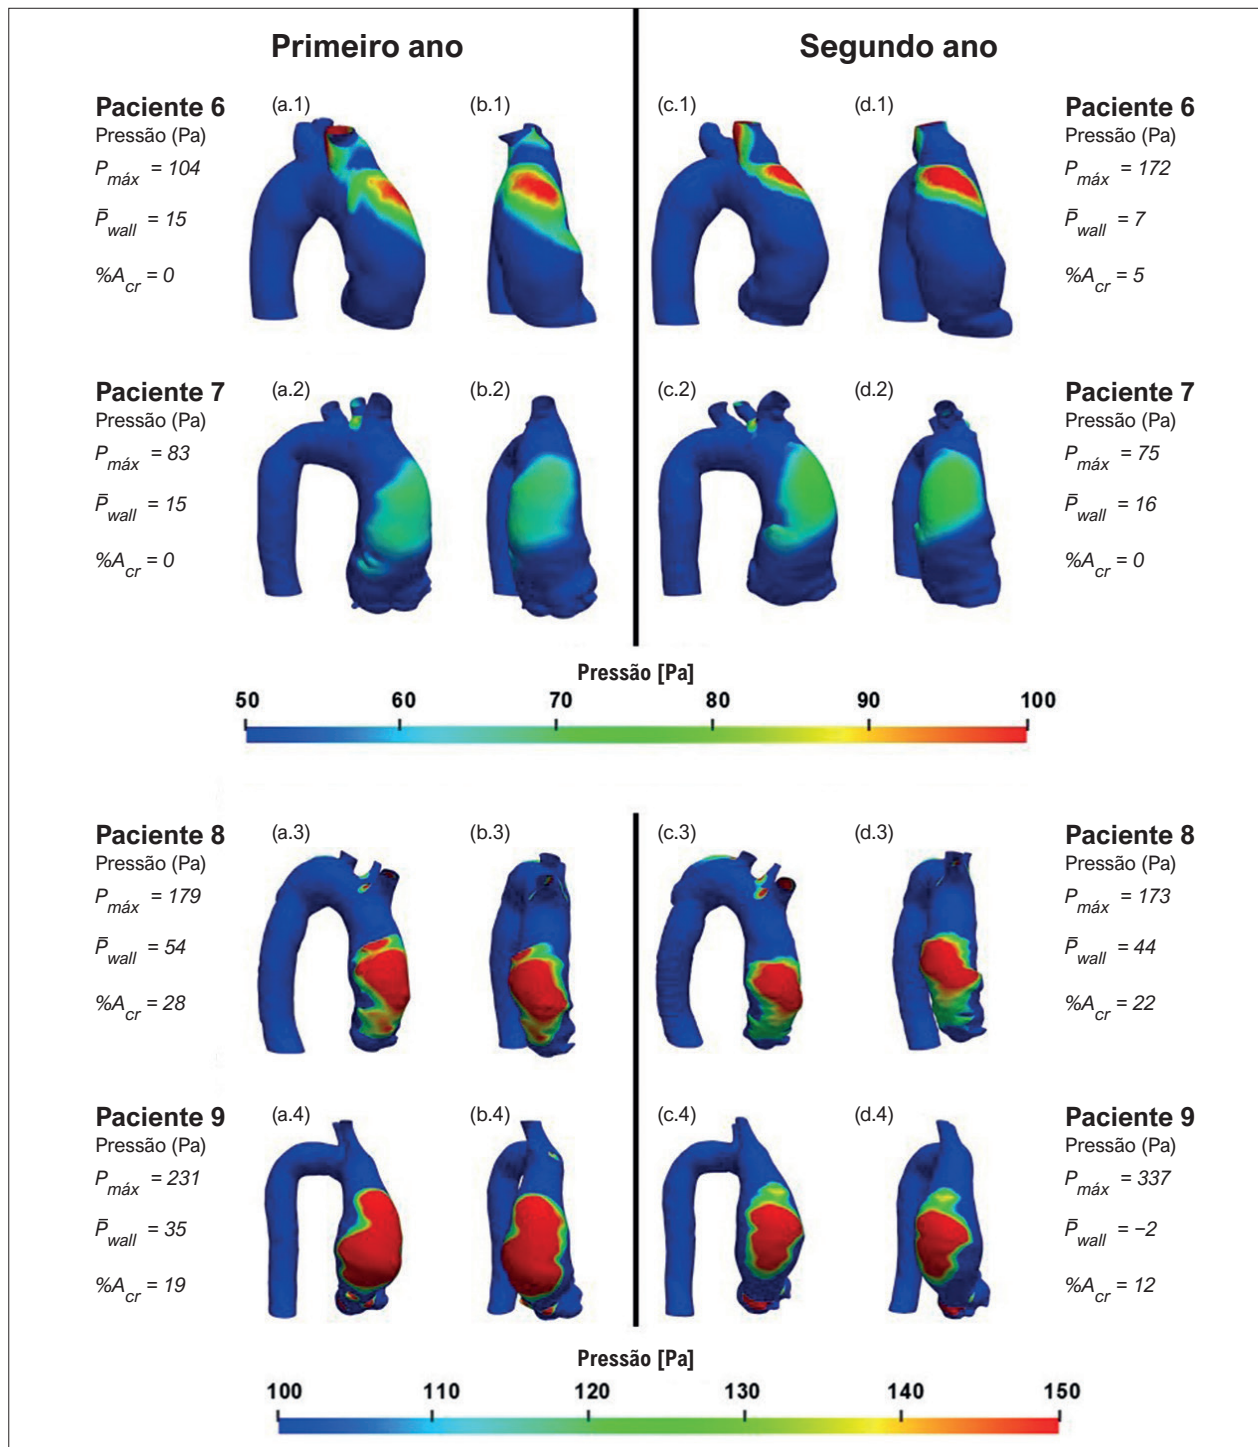 Primeiro ano
Segundo ano
Paciente 6
Pressão (Pa)
P_máx = 104
P̄_wall = 15
%A_cr = 0
(a.1)
(b.1)
(c.1)
(d.1)
Paciente 6
Pressão (Pa)
P_máx = 172
P̄_wall = 7
%A_cr = 5
Paciente 7
Pressão (Pa)
P_máx = 83
P̄_wall = 15
%A_cr = 0
(a.2)
(b.2)
(c.2)
(d.2)
Paciente 7
Pressão (Pa)
P_máx = 75
P̄_wall = 16
%A_cr = 0
Pressão [Pa]
50 60 70 80 90 100
Paciente 8
Pressão (Pa)
P_máx = 179
P̄_wall = 54
%A_cr = 28
(a.3)
(b.3)
(c.3)
(d.3)
Paciente 8
Pressão (Pa)
P_máx = 173
P̄_wall = 44
%A_cr = 22
Paciente 9
Pressão (Pa)
P_máx = 231
P̄_wall = 35
%A_cr = 19
(a.4)
(b.4)
(c.4)
(d.4)
Paciente 9
Pressão (Pa)
P_máx = 337
P̄_wall = −2
%A_cr = 12
Pressão [Pa]
100 110 120 130 140 150